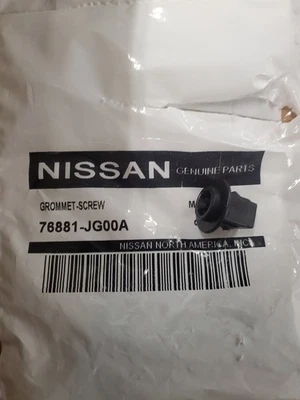 NISSAN GENUINE PARTS
GROMMET-SCREW
76881-JG00A
NISSAN NORTH AMERICA, INC.